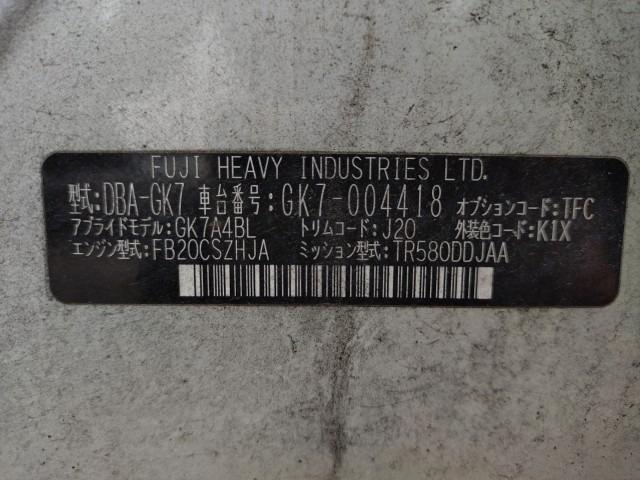 FUJI HEAVY INDUSTRIES LTD.
型式:DBA-GK7 車台番号:GK7-004418 オプションコード:TFC
アプライドモデル:GK7A4BL トリムコード:J20 外装色コード:K1X
エンジン型式:FB20CSZHJA ミッション型式:TR580DDJAA